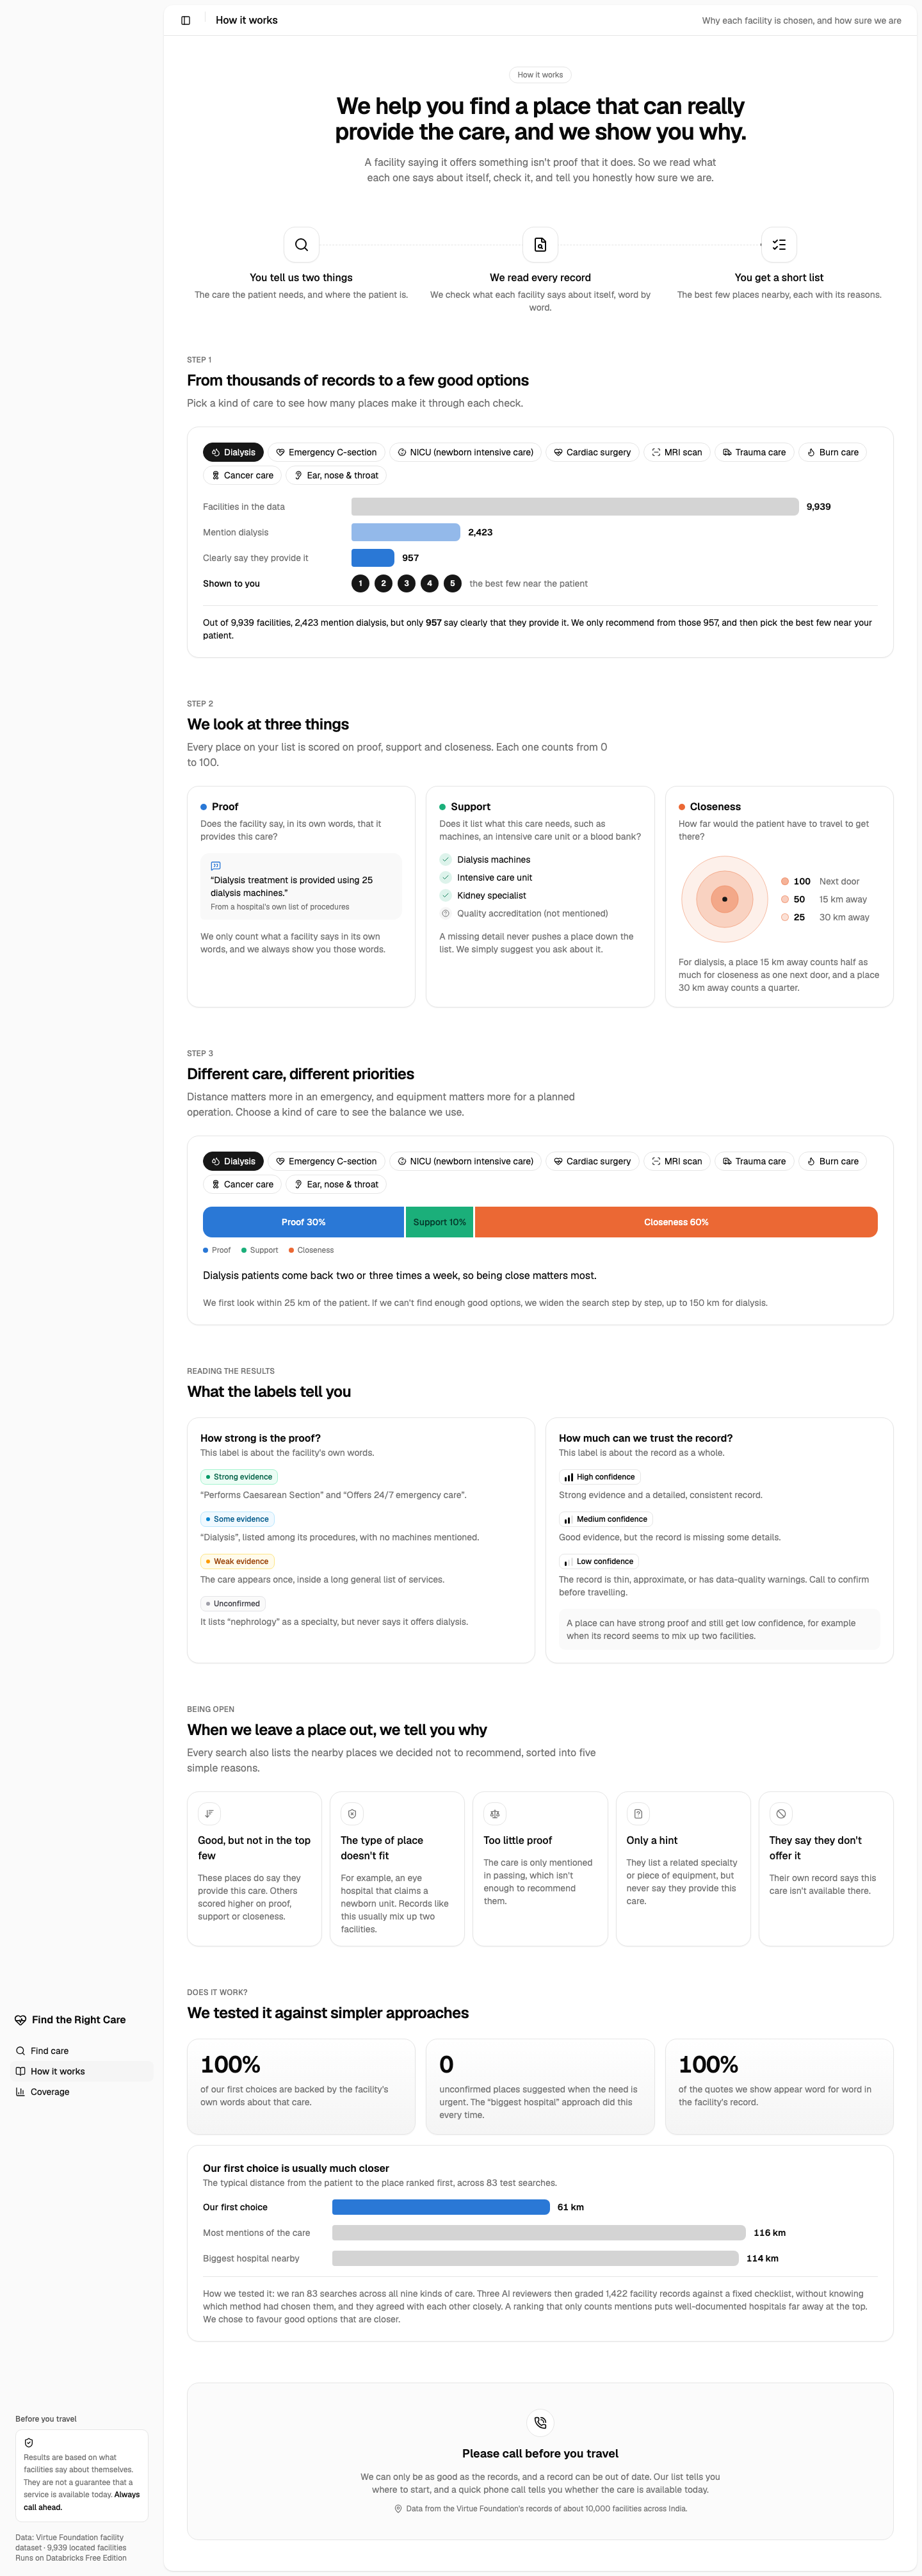 How it works
Why each facility is chosen, and how sure we are
How it works
We help you find a place that can really
provide the care, and we show you why.
A facility saying it offers something isn't proof that it does. So we read what
each one says about itself, check it, and tell you honestly how sure we are.
You tell us two things
The care the patient needs, and where the patient is.
We read every record
We check what each facility says about itself, word by
word.
You get a short list
The best few places nearby, each with its reasons.
STEP 1
From thousands of records to a few good options
Pick a kind of care to see how many places make it through each check.
Dialysis
Emergency C-section
NICU (newborn intensive care)
Cardiac surgery
MRI scan
Trauma care
Burn care
Cancer care
Ear, nose & throat
Facilities in the data
9,939
Mention dialysis
2,423
Clearly say they provide it
957
Shown to you
1 2 3 4 5 the best few near the patient
Out of 9,939 facilities, 2,423 mention dialysis, but only 957 say clearly that they provide it. We only recommend from those 957, and then pick the best few near your
patient.
STEP 2
We look at three things
Every place on your list is scored on proof, support and closeness. Each one counts from 0
to 100.
Proof
Does the facility say, in its own words, that it
provides this care?
“Dialysis treatment is provided using 25
dialysis machines.”
From a hospital's own list of procedures
We only count what a facility says in its own
words, and we always show you those words.
Support
Does it list what this care needs, such as
machines, an intensive care unit or a blood bank?
Dialysis machines
Intensive care unit
Kidney specialist
Quality accreditation (not mentioned)
A missing detail never pushes a place down the
list. We simply suggest you ask about it.
Closeness
How far would the patient have to travel to get
there?
100 Next door
50 15 km away
25 30 km away
For dialysis, a place 15 km away counts half as
much for closeness as one next door, and a place
30 km away counts a quarter.
STEP 3
Different care, different priorities
Distance matters more in an emergency, and equipment matters more for a planned
operation. Choose a kind of care to see the balance we use.
Dialysis
Emergency C-section
NICU (newborn intensive care)
Cardiac surgery
MRI scan
Trauma care
Burn care
Cancer care
Ear, nose & throat
Proof 30%
Support 10%
Closeness 60%
Proof
Support
Closeness
Dialysis patients come back two or three times a week, so being close matters most.
We first look within 25 km of the patient. If we can't find enough good options, we widen the search step by step, up to 150 km for dialysis.
READING THE RESULTS
What the labels tell you
How strong is the proof?
This label is about the facility's own words.
Strong evidence
“Performs Caesarean Section” and “Offers 24/7 emergency care”.
Some evidence
“Dialysis”, listed among its procedures, with no machines mentioned.
Weak evidence
The care appears once, inside a long general list of services.
Unconfirmed
It lists “nephrology” as a specialty, but never says it offers dialysis.
How much can we trust the record?
This label is about the record as a whole.
High confidence
Strong evidence and a detailed, consistent record.
Medium confidence
Good evidence, but the record is missing some details.
Low confidence
The record is thin, approximate, or has data-quality warnings. Call to confirm
before travelling.
A place can have strong proof and still get low confidence, for example
when its record seems to mix up two facilities.
BEING OPEN
When we leave a place out, we tell you why
Every search also lists the nearby places we decided not to recommend, sorted into five
simple reasons.
Good, but not in the top
few
These places do say they
provide this care. Others
scored higher on proof,
support or closeness.
The type of place
doesn't fit
For example, an eye
hospital that claims a
newborn unit. Records like
this usually mix up two
facilities.
Too little proof
The care is only mentioned
in passing, which isn't
enough to recommend
them.
Only a hint
They list a related specialty
or piece of equipment, but
never say they provide this
care.
They say they don't
offer it
Their own record says this
care isn't available there.
DOES IT WORK?
We tested it against simpler approaches
100%
of our first choices are backed by the facility's
own words about that care.
0
unconfirmed places suggested when the need is
urgent. The “biggest hospital” approach did this
every time.
100%
of the quotes we show appear word for word in
the facility's record.
Our first choice is usually much closer
The typical distance from the patient to the place ranked first, across 83 test searches.
Our first choice
61 km
Most mentions of the care
116 km
Biggest hospital nearby
114 km
How we tested it: we ran 83 searches across all nine kinds of care. Three AI reviewers then graded 1,422 facility records against a fixed checklist, without knowing
which method had chosen them, and they agreed with each other closely. A ranking that only counts mentions puts well-documented hospitals far away at the top.
We chose to favour good options that are closer.
Please call before you travel
We can only be as good as the records, and a record can be out of date. Our list tells you
where to start, and a quick phone call tells you whether the care is available today.
Data from the Virtue Foundation's records of about 10,000 facilities across India.
Find the Right Care
Find care
How it works
Coverage
Before you travel
Results are based on what
facilities say about themselves.
They are not a guarantee that a
service is available today. Always
call ahead.
Data: Virtue Foundation facility
dataset · 9,939 located facilities
Runs on Databricks Free Edition